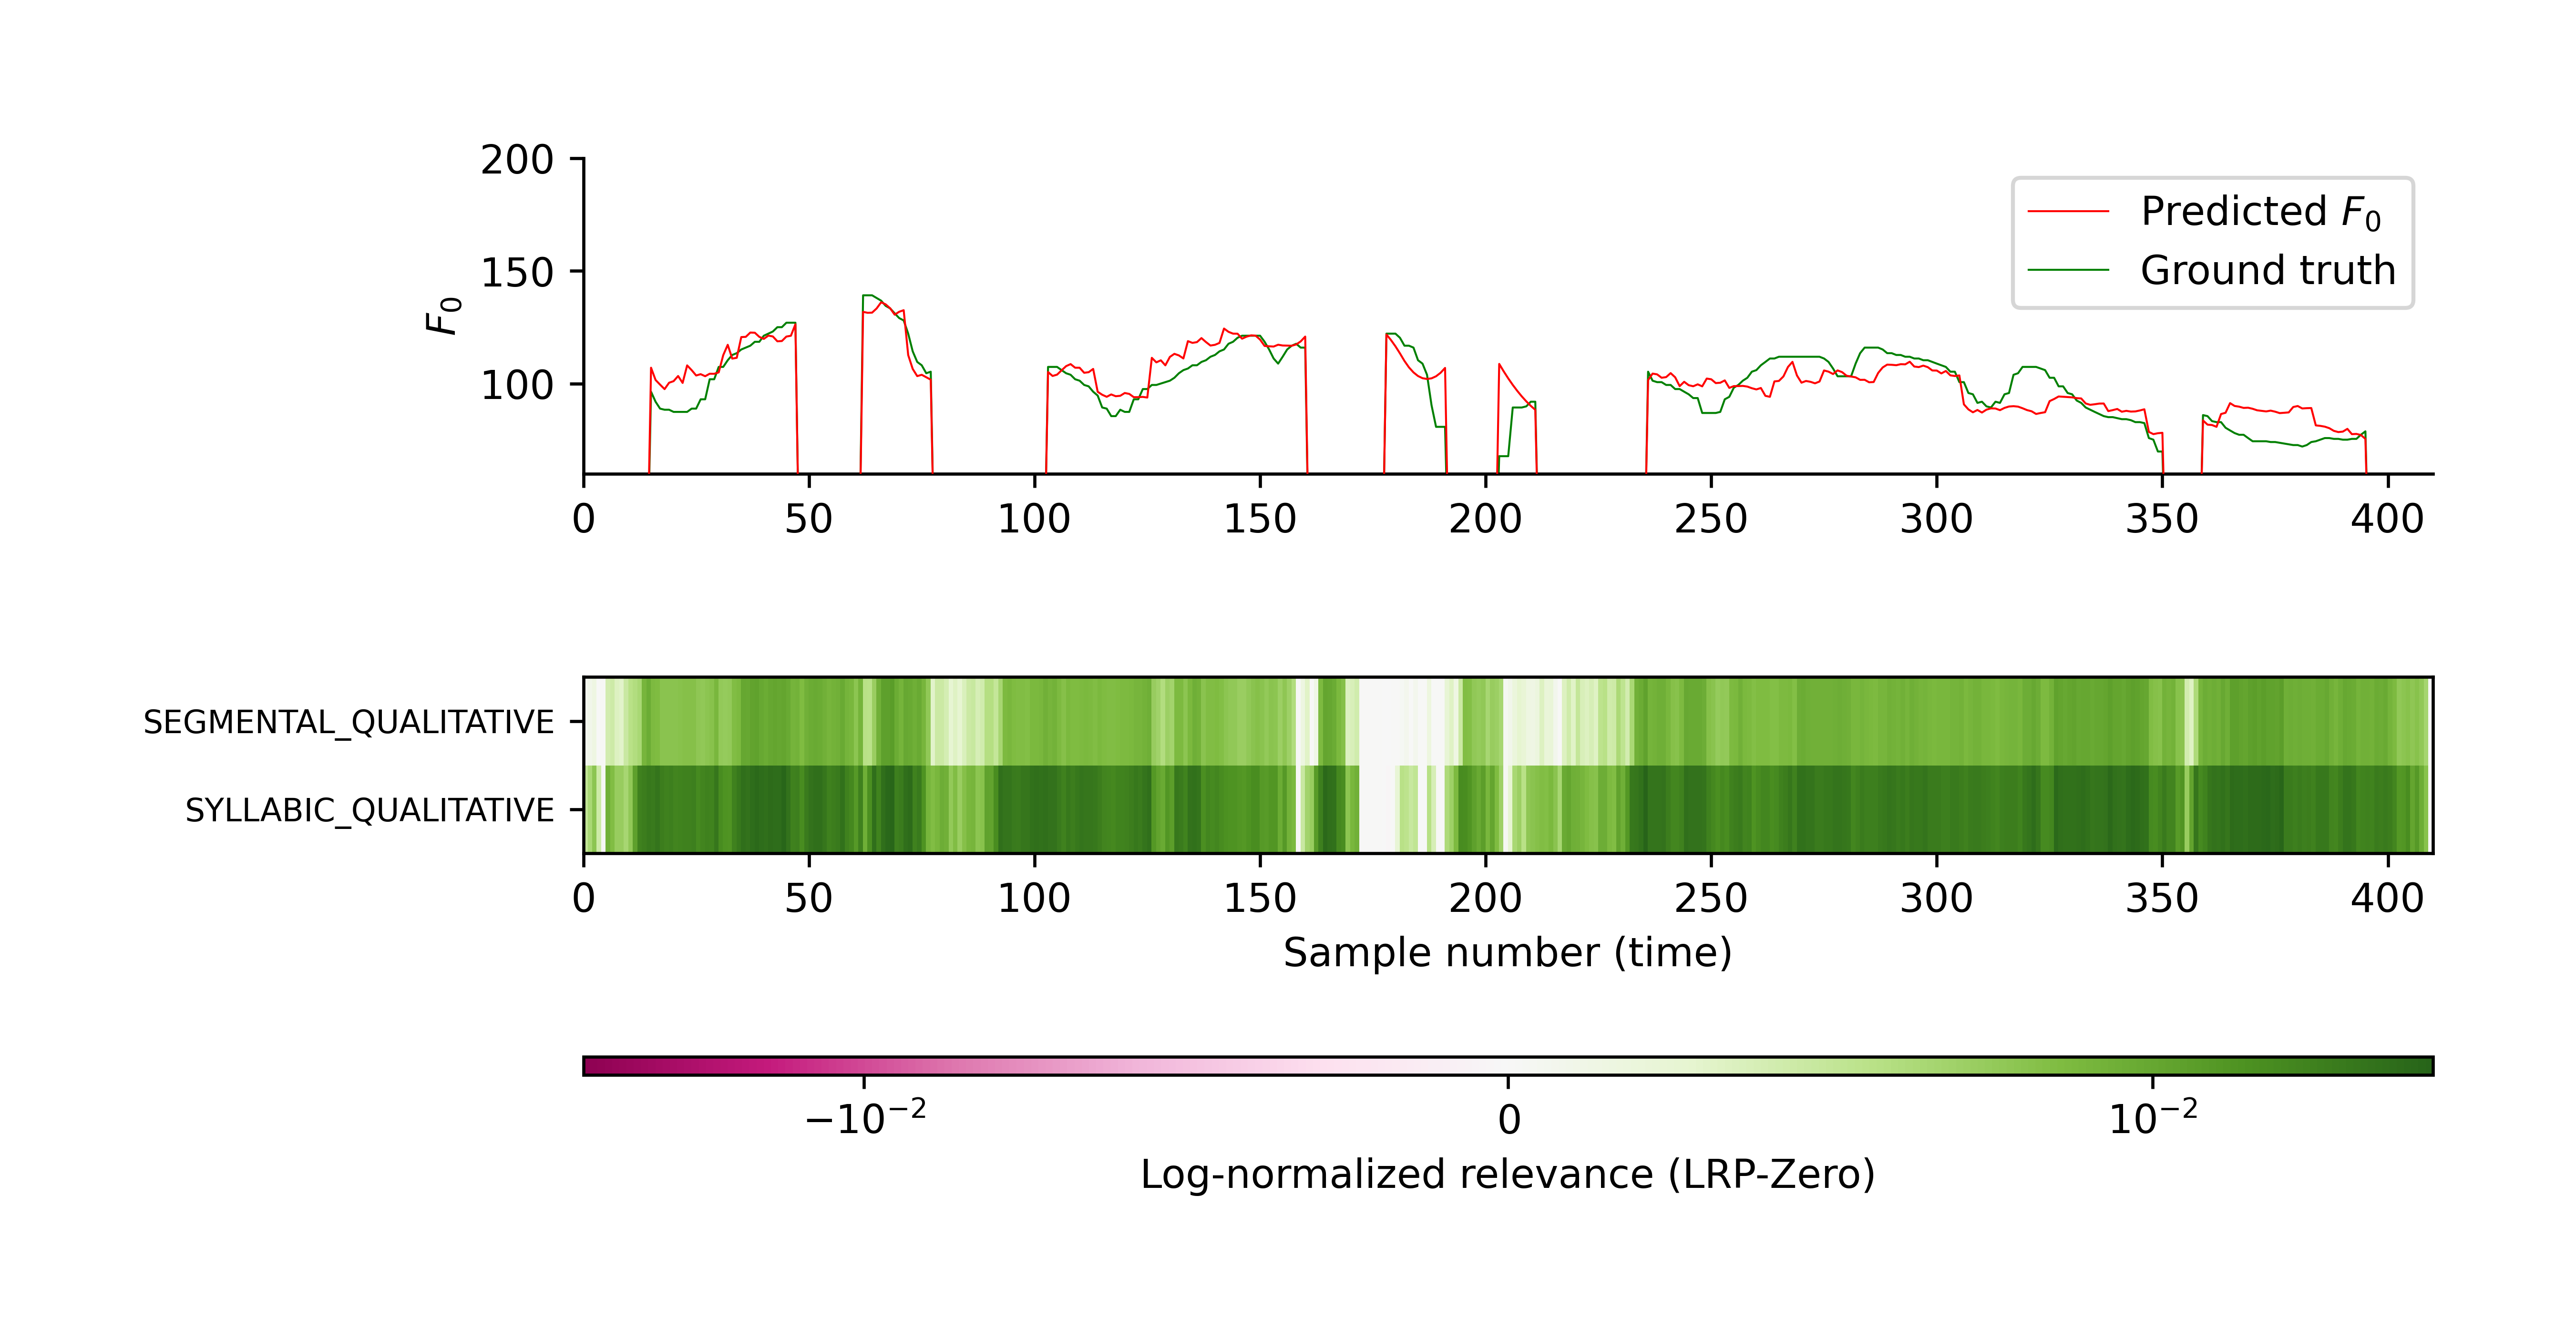 200
150
100
F₀
Predicted F₀
Ground truth
0 50 100 150 200 250 300 350 400
SEGMENTAL_QUALITATIVE
SYLLABIC_QUALITATIVE
0 50 100 150 200 250 300 350 400
Sample number (time)
−10⁻² 0 10⁻²
Log-normalized relevance (LRP-Zero)